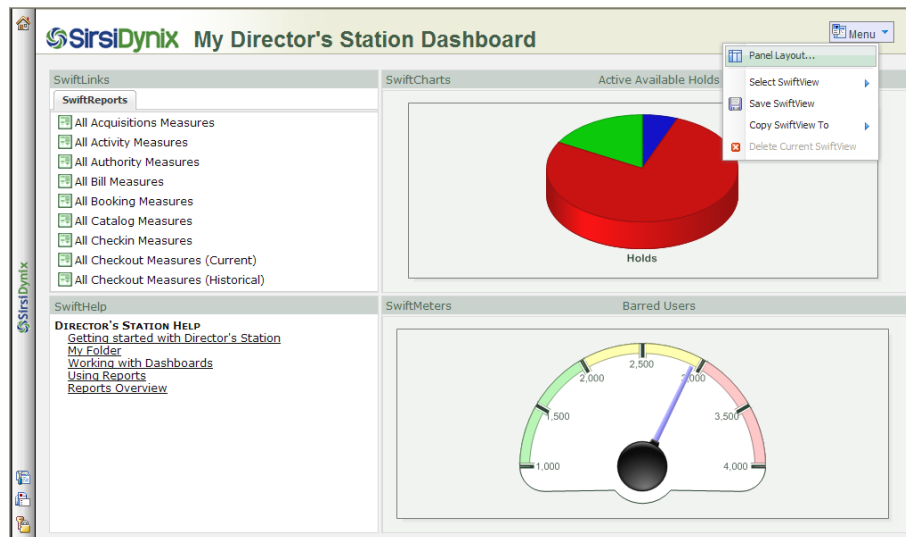 SirsiDynix My Director's Station Dashboard
Menu
Panel Layout...
Select SwiftView
Save SwiftView
Copy SwiftView To
Delete Current SwiftView
SwiftLinks
SwiftReports
All Acquisitions Measures
All Activity Measures
All Authority Measures
All Bill Measures
All Booking Measures
All Catalog Measures
All Checkin Measures
All Checkout Measures (Current)
All Checkout Measures (Historical)
SwiftCharts Active Available Holds
Holds
SirsiDynix
SwiftHelp
DIRECTOR'S STATION HELP
Getting started with Director's Station
My Folder
Working with Dashboards
Using Reports
Reports Overview
SwiftMeters Barred Users
1,000
1,500
2,000
2,500
3,000
3,500
4,000